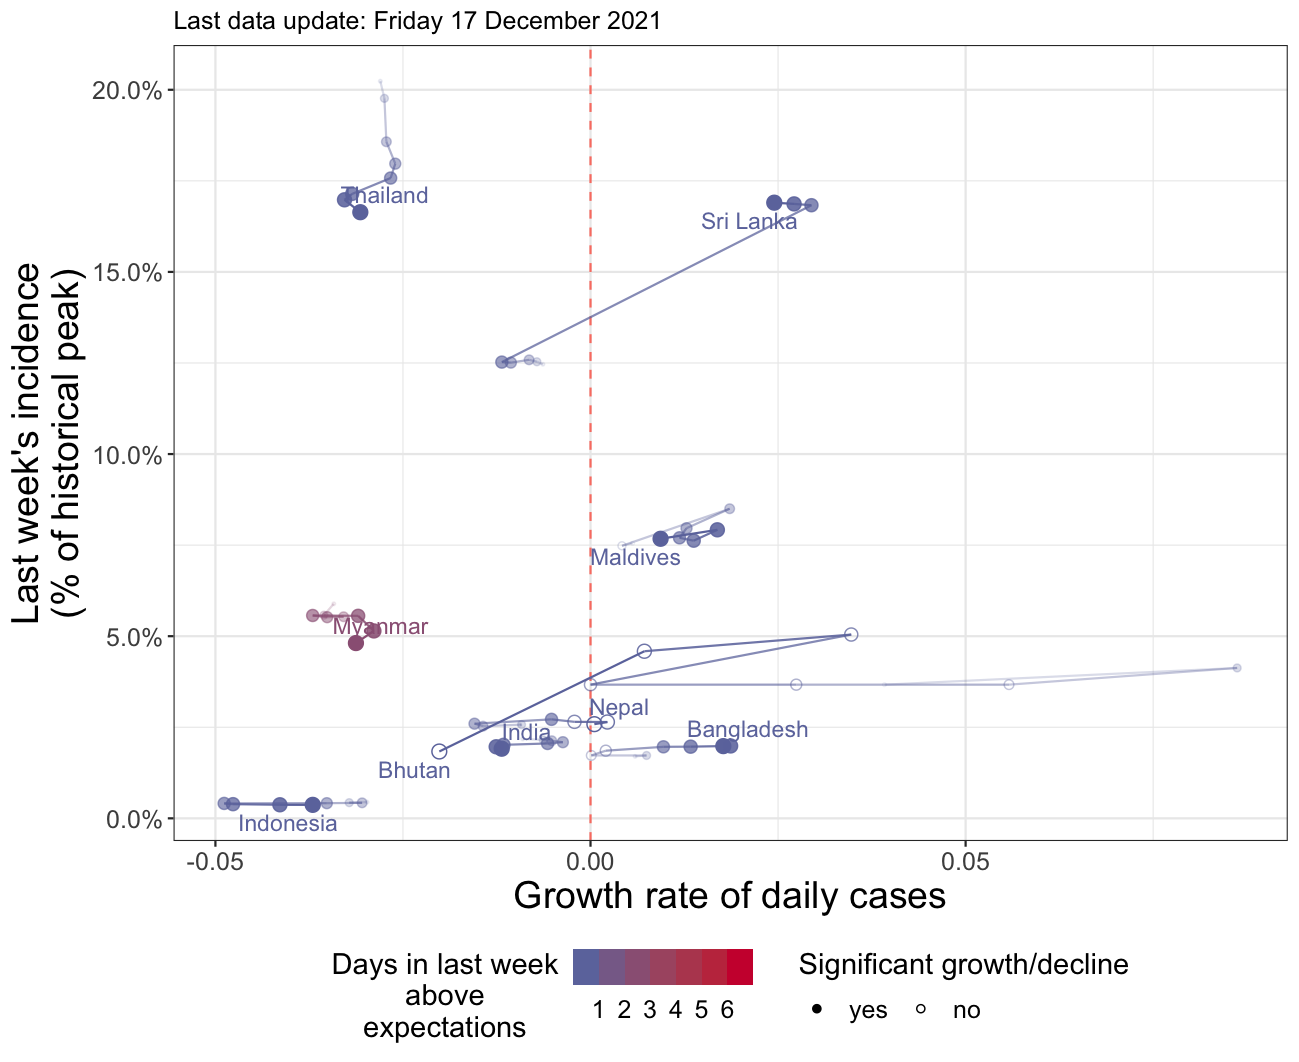 Last data update: Friday 17 December 2021
Last week's incidence
(% of historical peak)
20.0%
15.0%
10.0%
5.0%
0.0%
Thailand
Sri Lanka
Maldives
Myanmar
Nepal
India
Bangladesh
Bhutan
Indonesia
-0.05 0.00 0.05
Growth rate of daily cases
Days in last week
above
expectations
1 2 3 4 5 6
Significant growth/decline
yes no